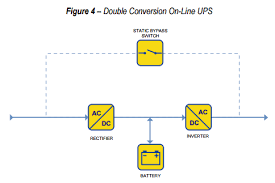 Figure 4 – Double Conversion On-Line UPS
STATIC BYPASS
SWITCH
AC
DC
RECTIFIER
AC
DC
INVERTER
BATTERY